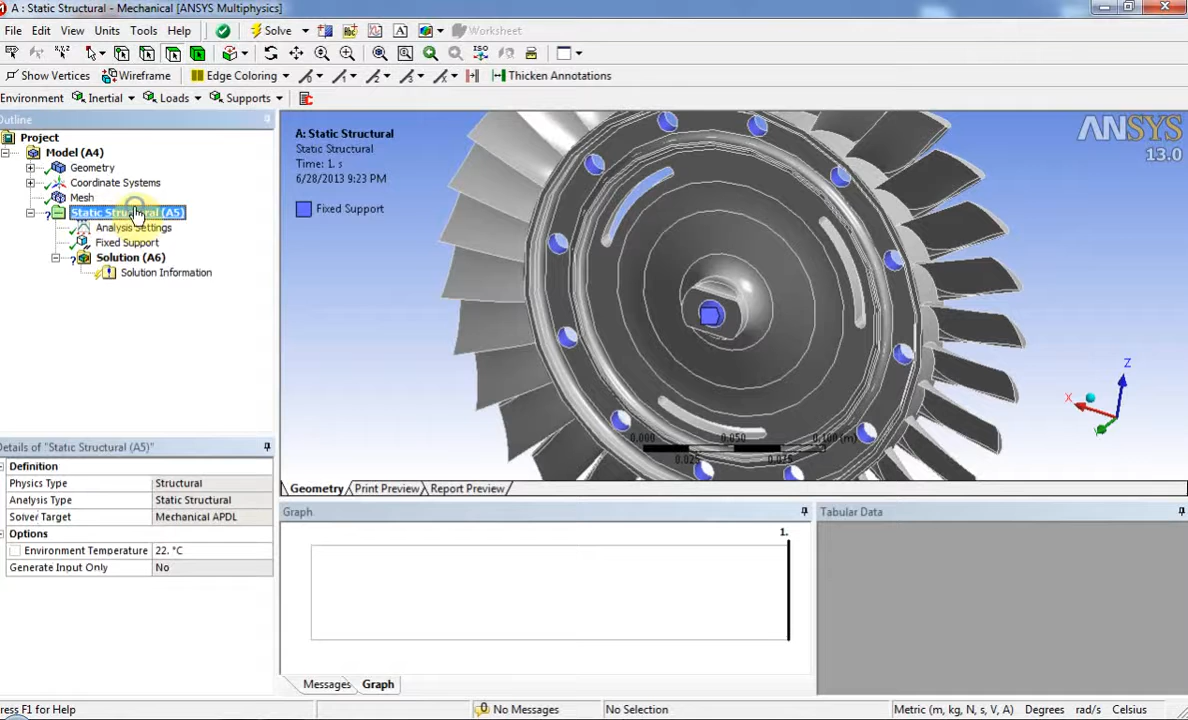 A : Static Structural - Mechanical [ANSYS Multiphysics]
File Edit View Units Tools Help Solve Worksheet
Show Vertices Wireframe Edge Coloring Thicken Annotations
Environment Inertial Loads Supports
Outline
Project
Model (A4)
Geometry
Coordinate Systems
Mesh
Static Structural (A5)
Analysis Settings
Fixed Support
Solution (A6)
Solution Information
A: Static Structural
Static Structural
Time: 1. s
6/28/2013 9:23 PM
Fixed Support
ANSYS
13.0
Z
X
Y
0.000 0.050 0.100 (m)
0.025 0.075
Geometry Print Preview Report Preview
Details of "Static Structural (A5)"
Definition
Physics Type Structural
Analysis Type Static Structural
Solver Target Mechanical APDL
Options
Environment Temperature 22. °C
Generate Input Only No
Graph
1.
Messages Graph
Tabular Data
ress F1 for Help
0 No Messages No Selection Metric (m, kg, N, s, V, A) Degrees rad/s Celsius